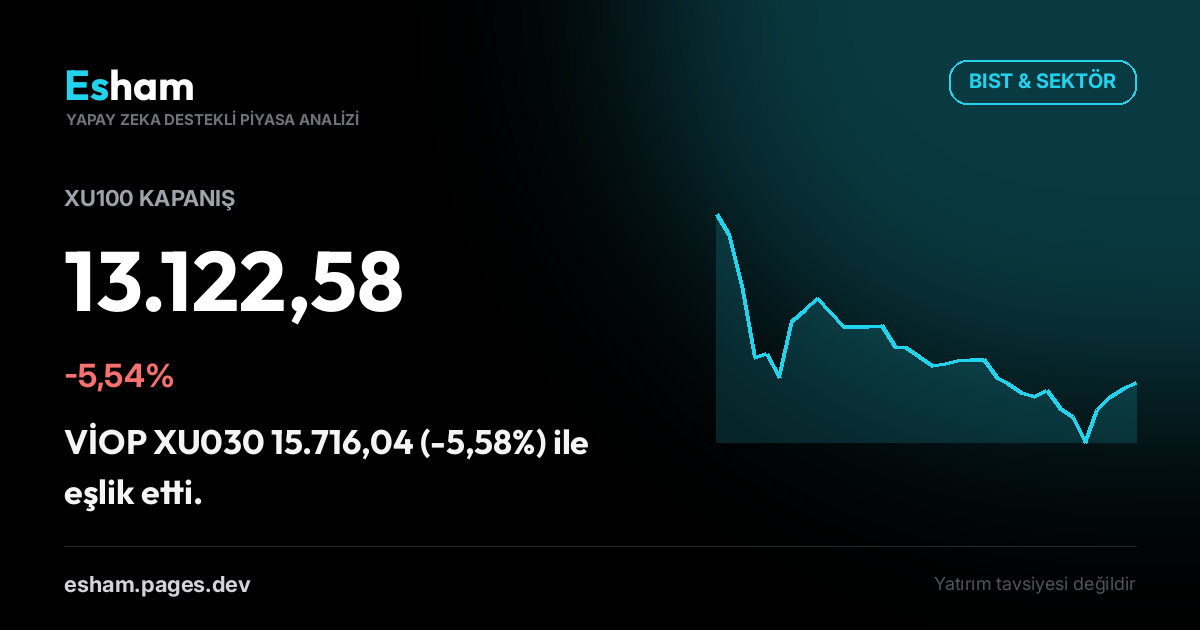 Esham
YAPAY ZEKA DESTEKLİ PİYASA ANALİZİ
BIST & SEKTÖR
XU100 KAPANIŞ
13.122,58
-5,54%
VİOP XU030 15.716,04 (-5,58%) ile
eşlik etti.
esham.pages.dev
Yatırım tavsiyesi değildir